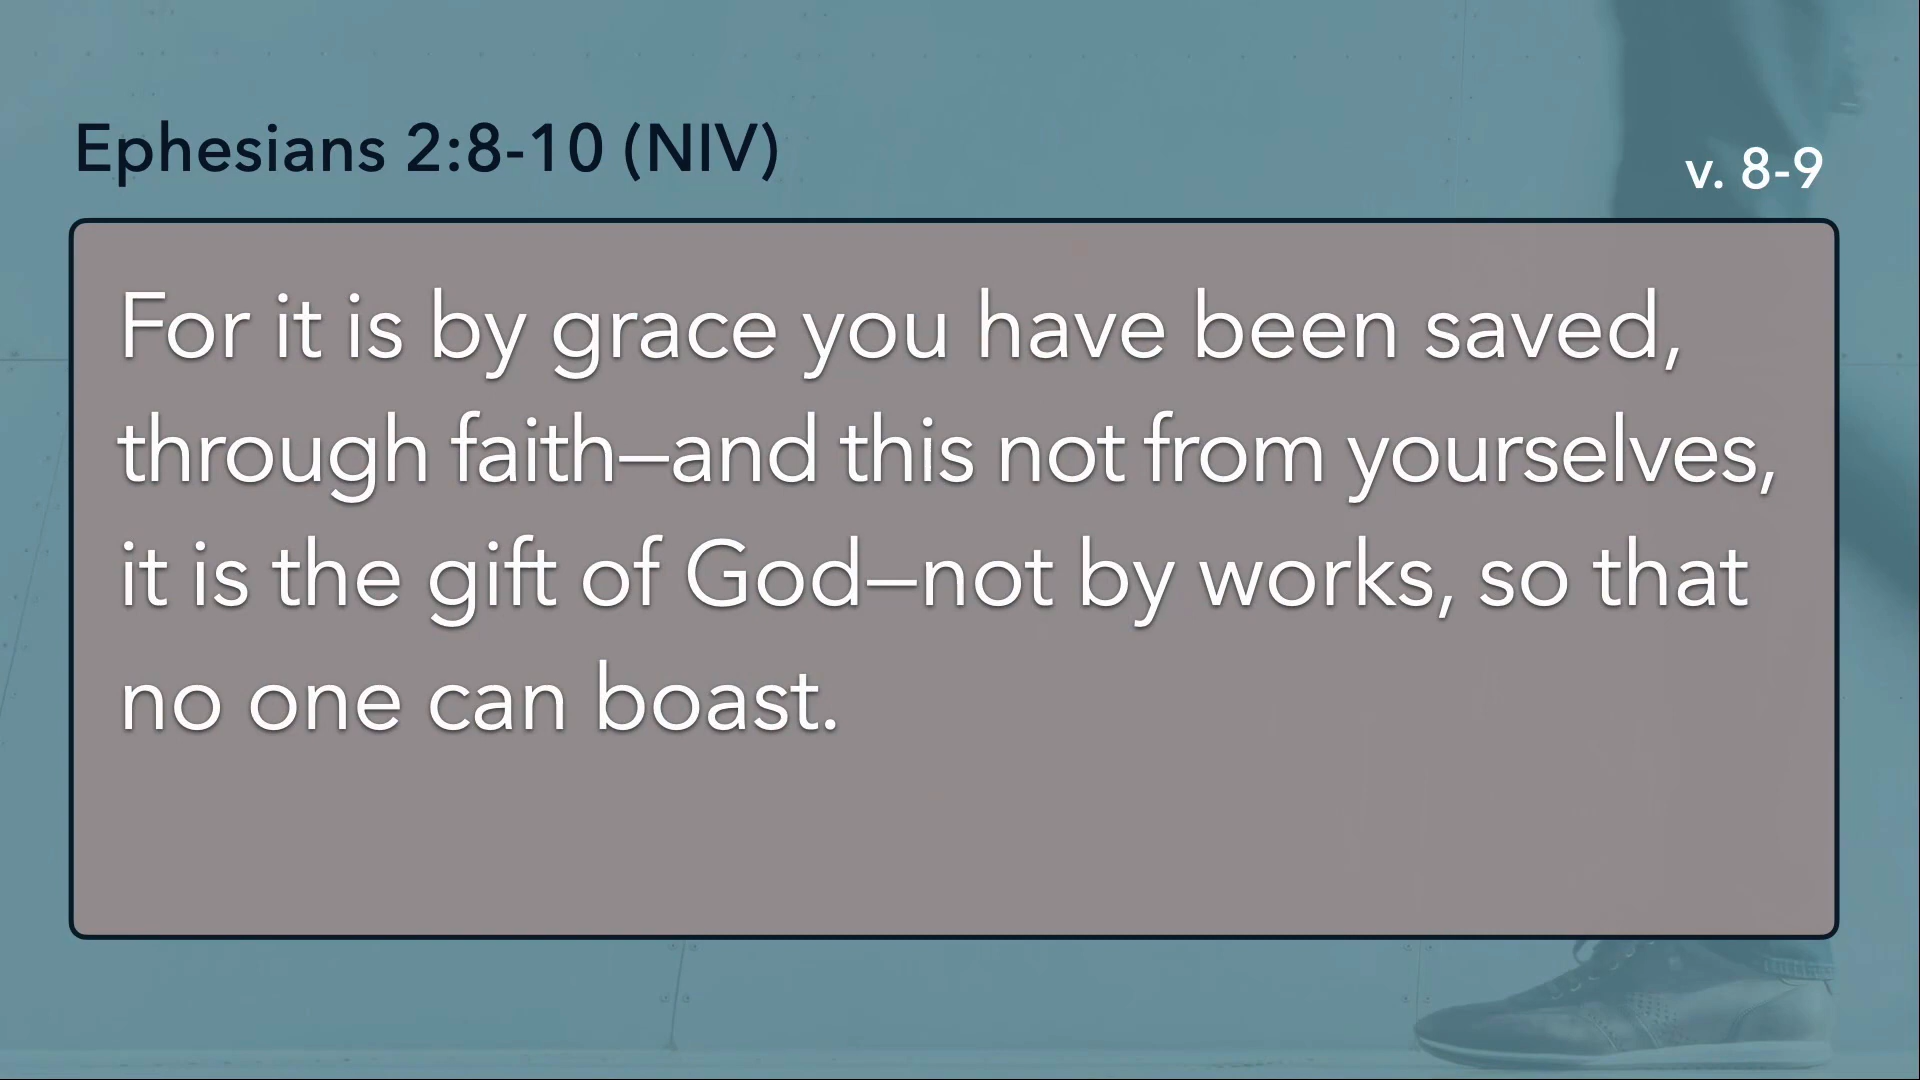 Ephesians 2:8-10 (NIV)
v. 8-9
For it is by grace you have been saved,
through faith—and this not from yourselves,
it is the gift of God—not by works, so that
no one can boast.